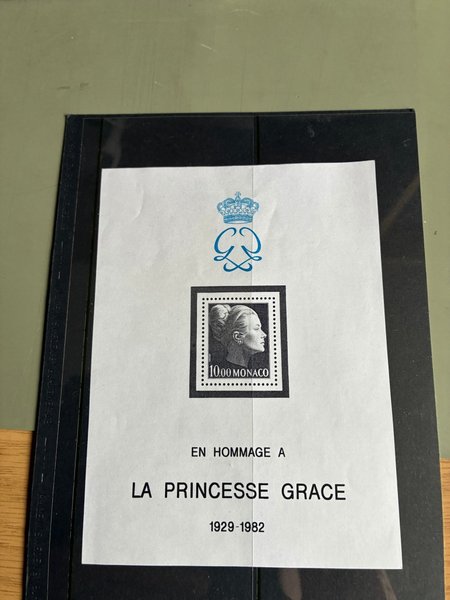 10.00 MONACO
EN HOMMAGE A
LA PRINCESSE GRACE
1929-1982